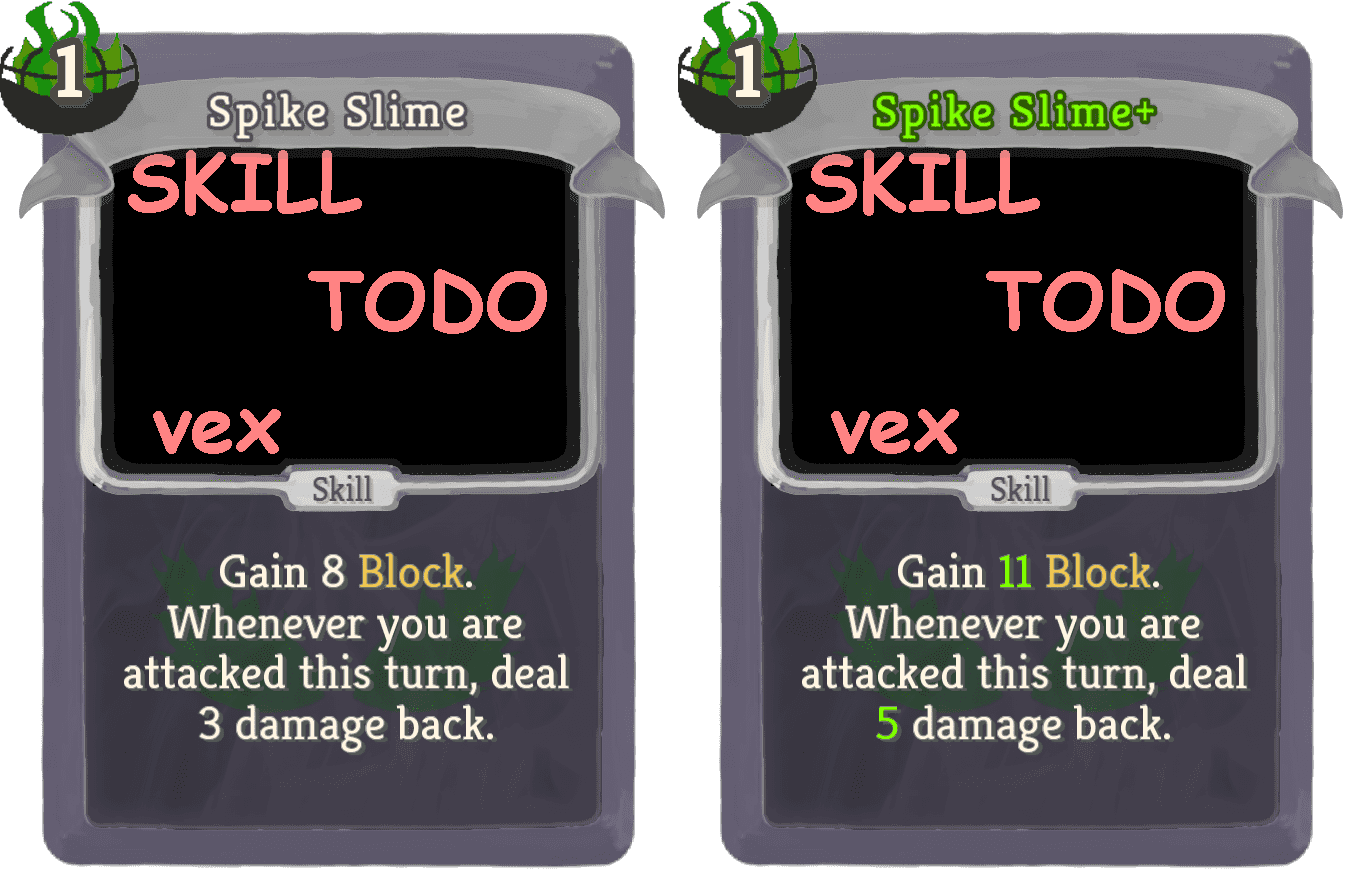 1
Spike Slime
SKILL
TODO
vex
Skill
Gain 8 Block.
Whenever you are
attacked this turn, deal
3 damage back.
1
Spike Slime+
SKILL
TODO
vex
Skill
Gain 11 Block.
Whenever you are
attacked this turn, deal
5 damage back.